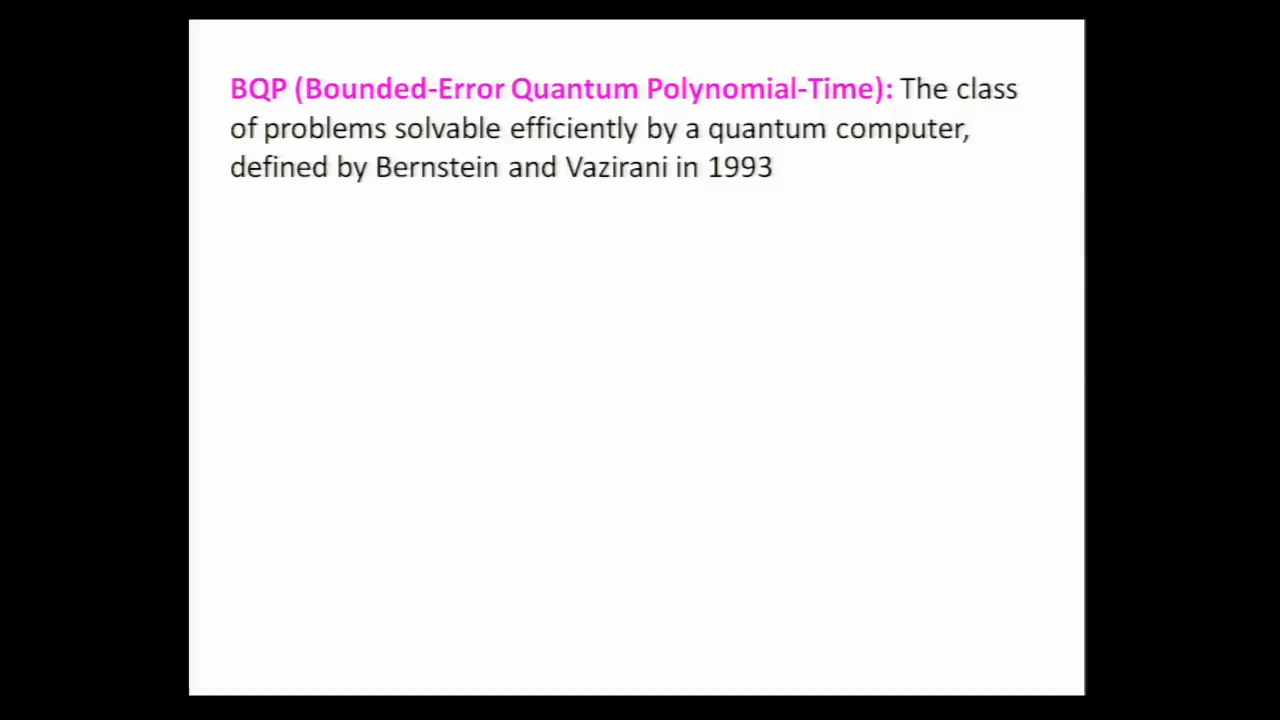 BQP (Bounded-Error Quantum Polynomial-Time): The class
of problems solvable efficiently by a quantum computer,
defined by Bernstein and Vazirani in 1993